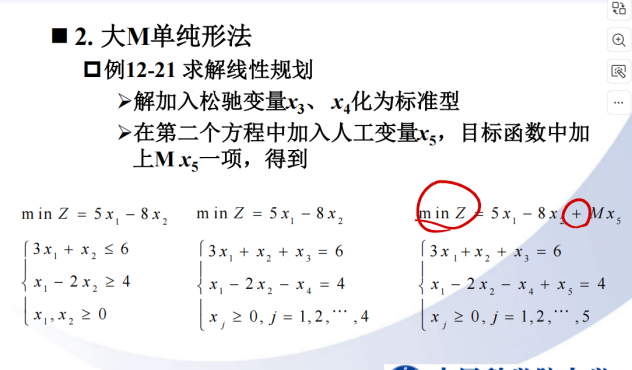 ■ 2. 大M单纯形法
例12-21 求解线性规划
➢解加入松驰变量x₃、 x₄化为标准型
➢在第二个方程中加入人工变量x₅，目标函数中加
上M x₅一项，得到
min Z = 5x₁ − 8x₂
3x₁ + x₂ ≤ 6
x₁ − 2x₂ ≥ 4
x₁, x₂ ≥ 0
min Z = 5x₁ − 8x₂
3x₁ + x₂ + x₃ = 6
x₁ − 2x₂ − x₄ = 4
xⱼ ≥ 0, j = 1,2,⋯,4
min Z = 5x₁ − 8x + Mx₅
3x₁ + x₂ + x₃ = 6
x₁ − 2x₂ − x₄ + x₅ = 4
xⱼ ≥ 0, j = 1,2,⋯,5